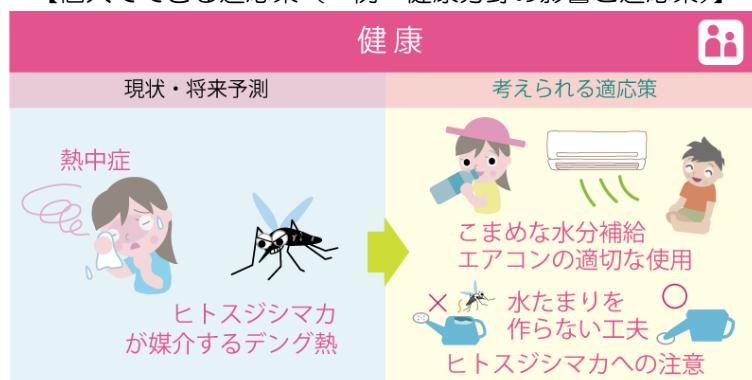 健康
現状・将来予測
考えられる適応策
熱中症
ヒトスジシマカ
が媒介するデング熱
こまめな水分補給
エアコンの適切な使用
水たまりを
作らない工夫
ヒトスジシマカへの注意